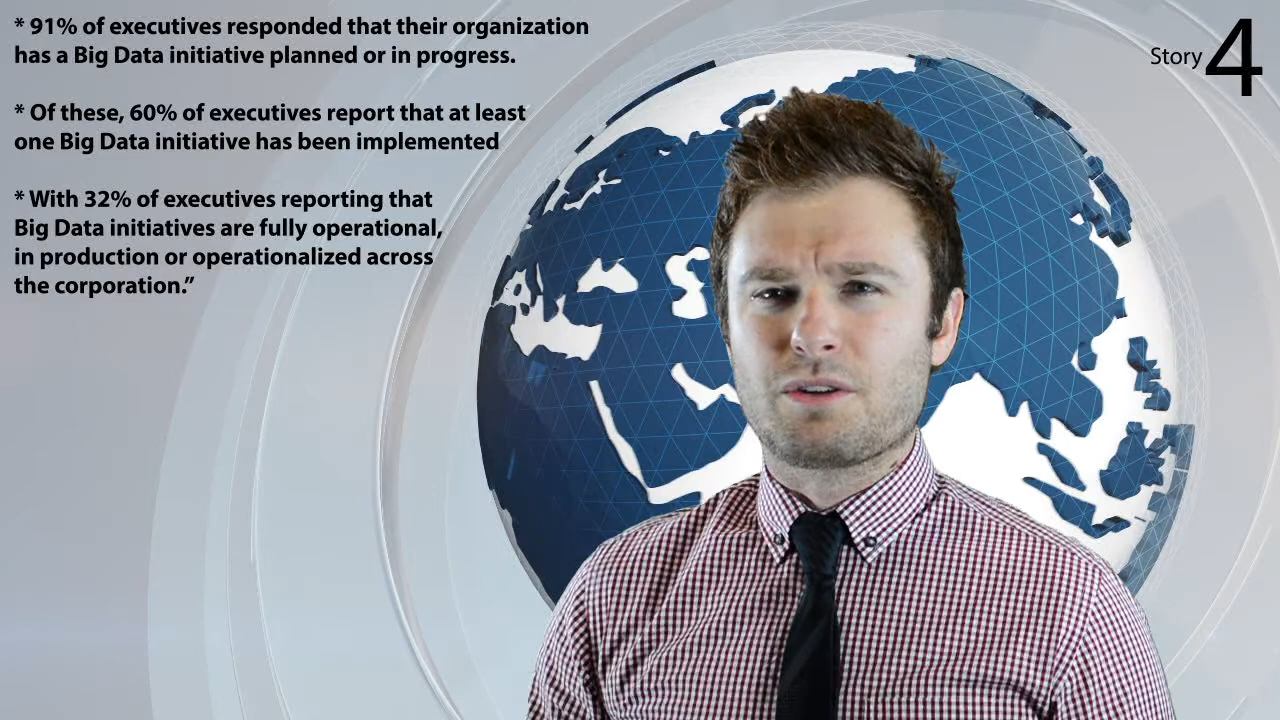 * 91% of executives responded that their organization
has a Big Data initiative planned or in progress.
* Of these, 60% of executives report that at least
one Big Data initiative has been implemented
* With 32% of executives reporting that
Big Data initiatives are fully operational,
in production or operationalized across
the corporation.”
Story 4